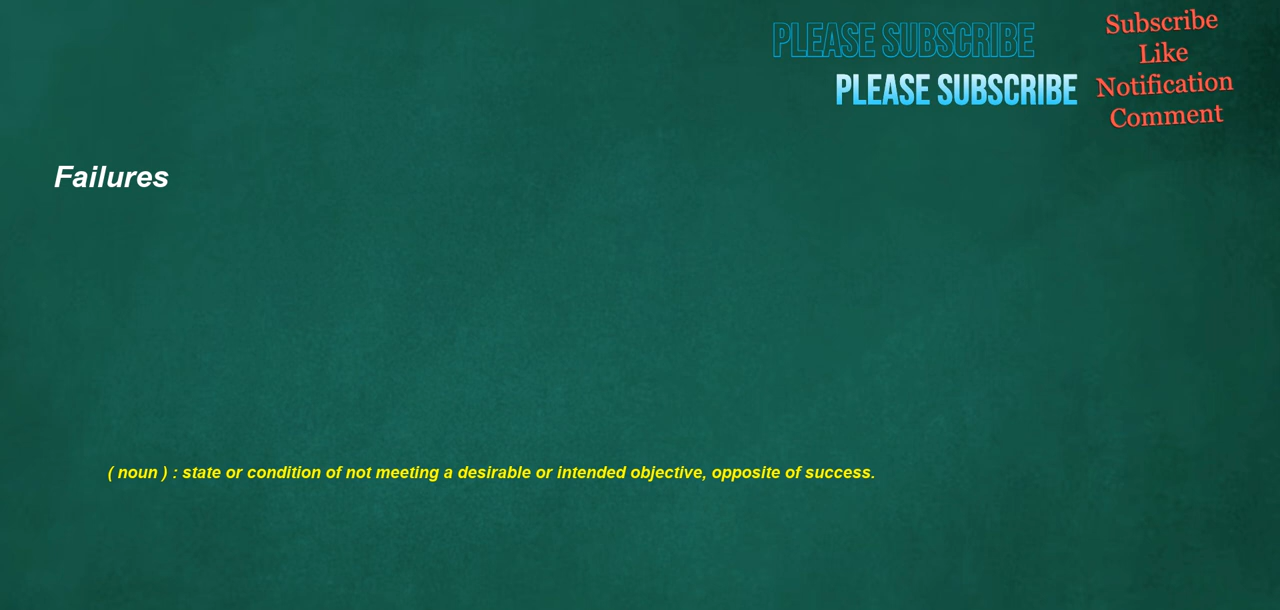 PLEASE SUBSCRIBE
PLEASE SUBSCRIBE
Subscribe
Like
Notification
Comment
Failures
( noun ) : state or condition of not meeting a desirable or intended objective, opposite of success.